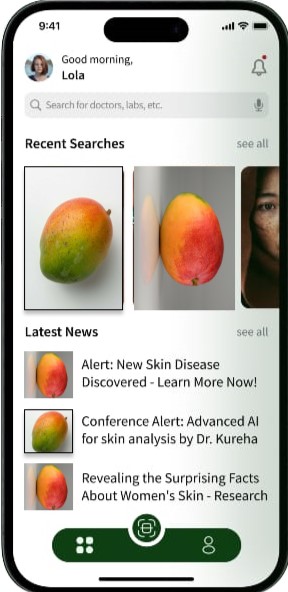 9:41
Good morning,
Lola
Search for doctors, labs, etc.
Recent Searches see all
Latest News see all
Alert: New Skin Disease
Discovered - Learn More Now!
Conference Alert: Advanced AI
for skin analysis by Dr. Kureha
Revealing the Surprising Facts
About Women's Skin - Research